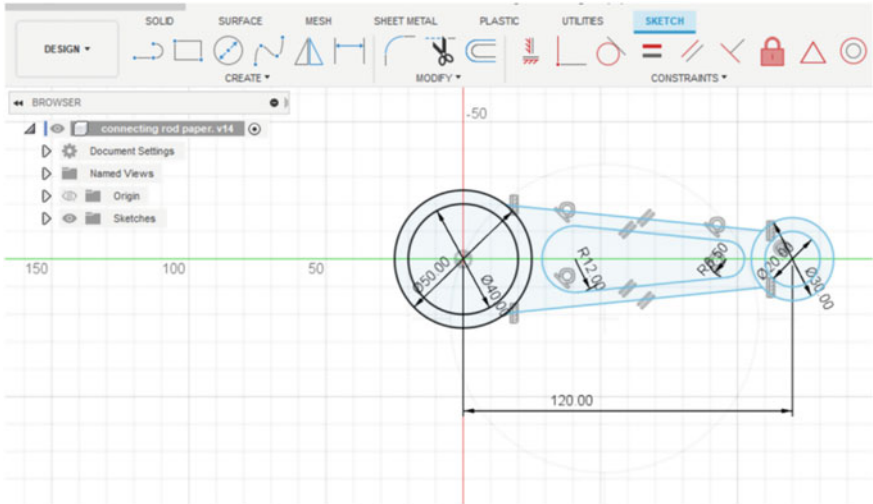 SOLID SURFACE MESH SHEET METAL PLASTIC UTILITIES SKETCH
DESIGN ▾
CREATE ▾ MODIFY ▾ CONSTRAINTS ▾
BROWSER
connecting rod paper. v14
Document Settings
Named Views
Origin
Sketches
-50
150 100 50
Ø50.00
Ø40.00
R12.00
Ø20.00
Ø30.00
120.00